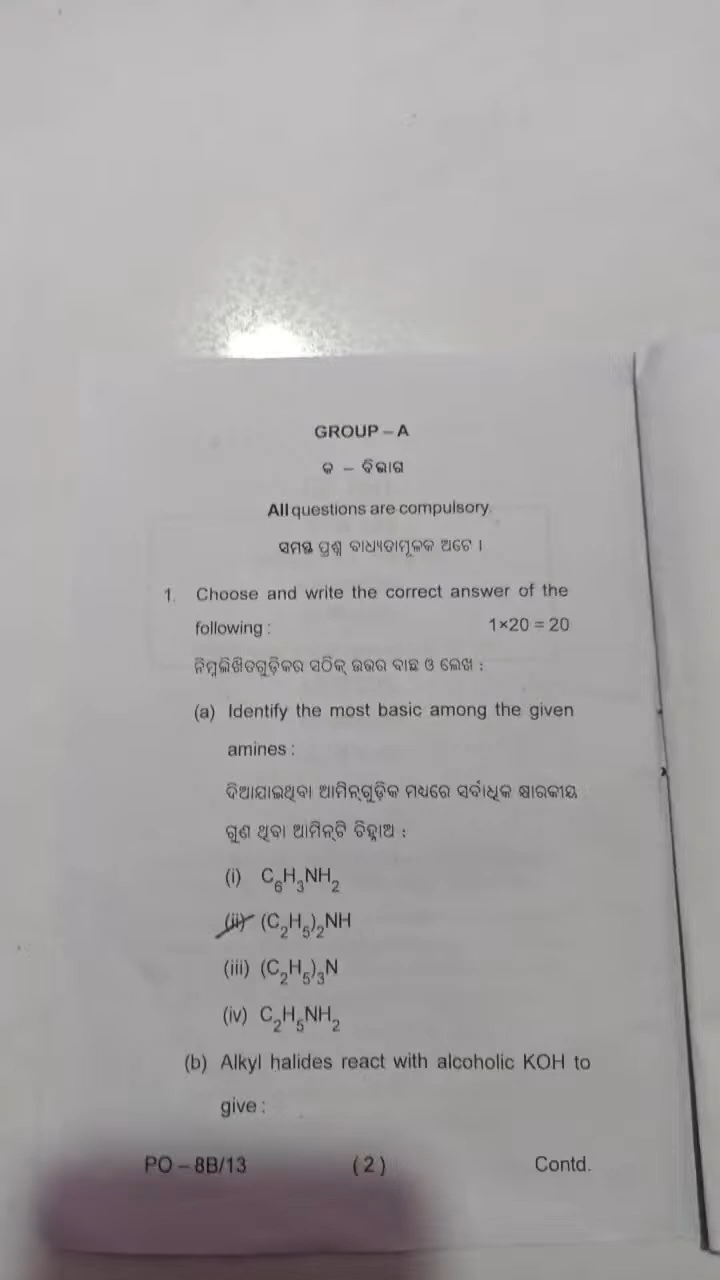 GROUP – A
କ – ବିଭାଗ
All questions are compulsory.
ସମସ୍ତ ପ୍ରଶ୍ନ ବାଧ୍ୟତାମୂଳକ ଅଟେ ।
1. Choose and write the correct answer of the
following : 1×20 = 20
ନିମ୍ନଲିଖିତଗୁଡ଼ିକର ସଠିକ୍ ଉତ୍ତର ବାଛ ଓ ଲେଖ :
(a) Identify the most basic among the given
amines :
ଦିଆଯାଇଥିବା ଆମିନ୍‌ଗୁଡ଼ିକ ମଧ୍ୟରେ ସର୍ବାଧିକ କ୍ଷାରକୀୟ
ଗୁଣ ଥିବା ଆମିନ୍‌ଟି ଚିହ୍ନାଅ :
(i) C₆H₃NH₂
(ii) (C₂H₅)₂NH
(iii) (C₂H₅)₃N
(iv) C₂H₅NH₂
(b) Alkyl halides react with alcoholic KOH to
give :
PO – 8B/13 ( 2 ) Contd.